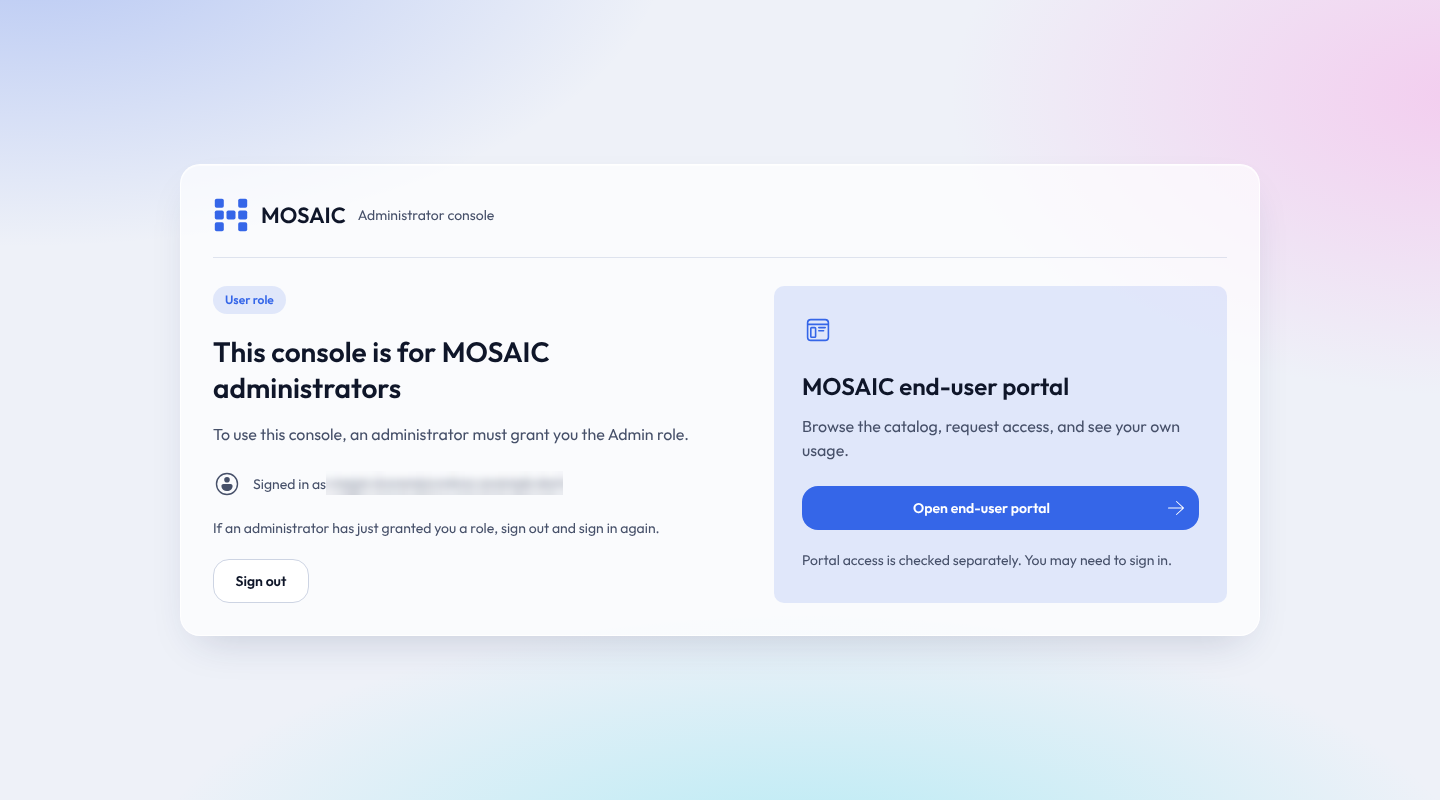 MOSAIC Administrator console
User role
This console is for MOSAIC
administrators
To use this console, an administrator must grant you the Admin role.
Signed in as
If an administrator has just granted you a role, sign out and sign in again.
Sign out
MOSAIC end-user portal
Browse the catalog, request access, and see your own
usage.
Open end-user portal
Portal access is checked separately. You may need to sign in.